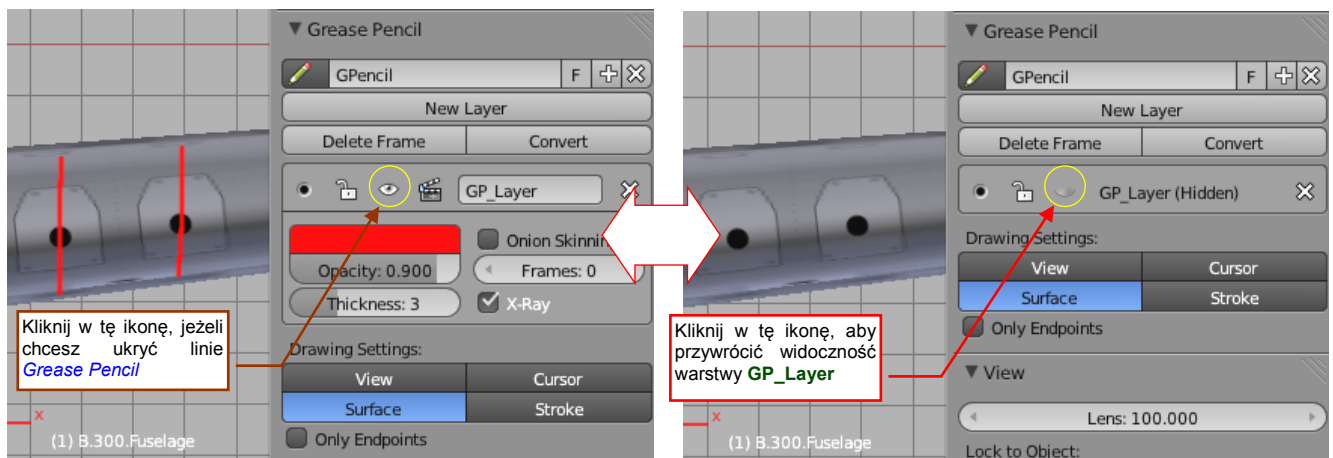 Grease Pencil
GPencil F
New Layer
Delete Frame Convert
GP_Layer
Onion Skinnin
Opacity: 0.900 Frames: 0
Thickness: 3 X-Ray
Kliknij w tę ikonę, jeżeli
chcesz ukryć linie
Grease Pencil
Drawing Settings:
View Cursor
Surface Stroke
Only Endpoints
x
(1) B.300.Fuselage
Grease Pencil
GPencil F
New Layer
Delete Frame Convert
GP_Layer (Hidden)
Drawing Settings:
View Cursor
Surface Stroke
Only Endpoints
Kliknij w tę ikonę, aby
przywrócić widoczność
warstwy GP_Layer
View
Lens: 100.000
Lock to Object:
x
(1) B.300.Fuselage